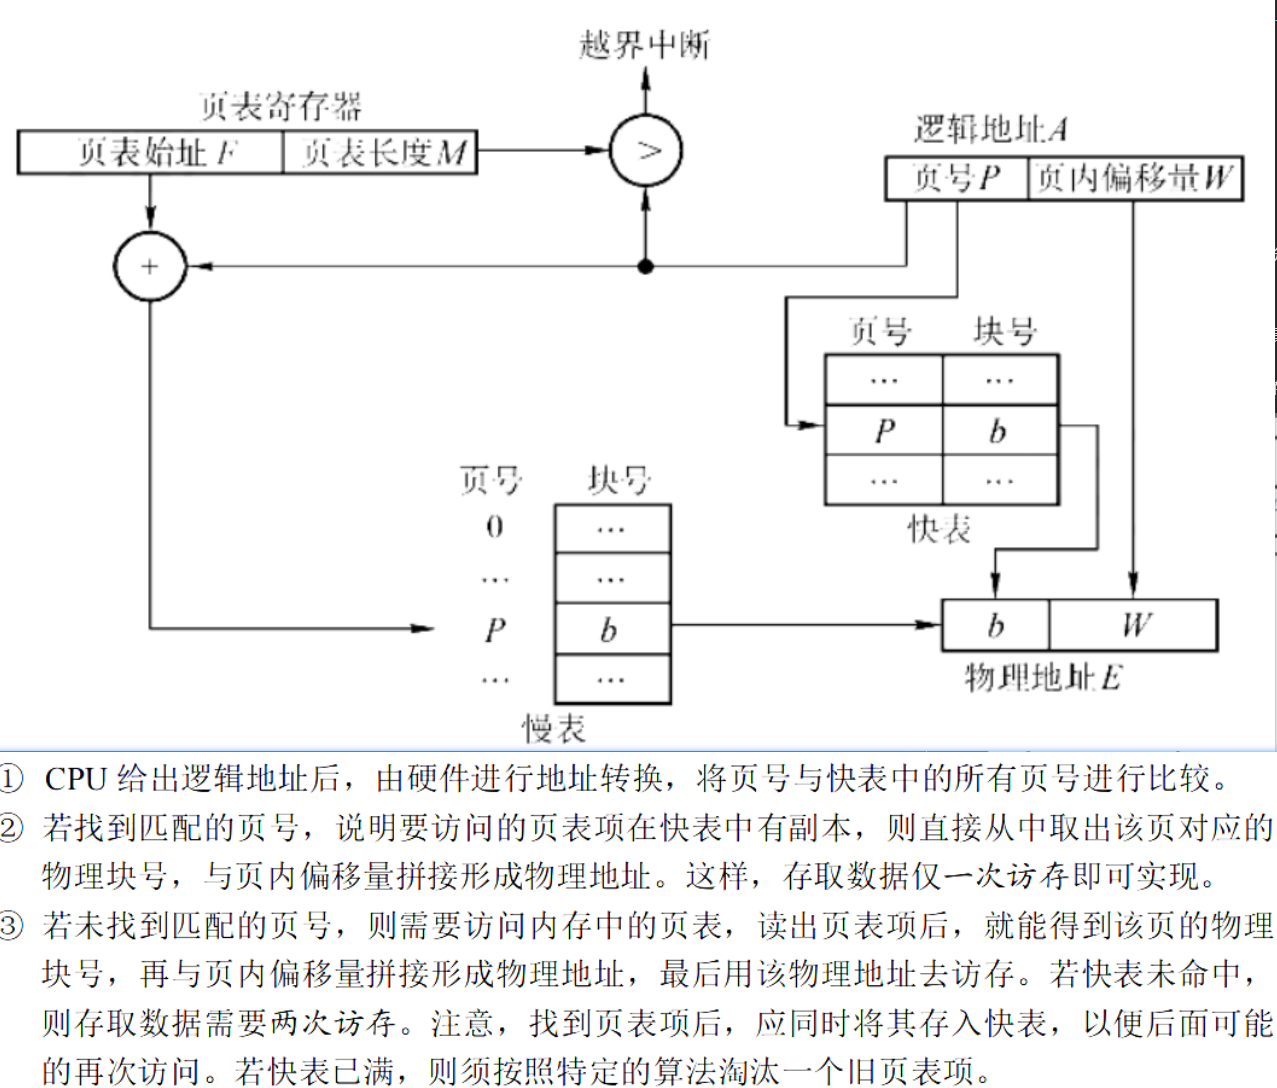 越界中断
页表寄存器
页表始址F 页表长度M
>
逻辑地址A
页号P 页内偏移量W
+
页号 块号
… …
P b
… …
快表
页号 块号
0 …
… …
P b
… …
慢表
b W
物理地址E
① CPU 给出逻辑地址后，由硬件进行地址转换，将页号与快表中的所有页号进行比较。
② 若找到匹配的页号，说明要访问的页表项在快表中有副本，则直接从中取出该页对应的
物理块号，与页内偏移量拼接形成物理地址。这样，存取数据仅一次访存即可实现。
③ 若未找到匹配的页号，则需要访问内存中的页表，读出页表项后，就能得到该页的物理
块号，再与页内偏移量拼接形成物理地址，最后用该物理地址去访存。若快表未命中，
则存取数据需要两次访存。注意，找到页表项后，应同时将其存入快表，以便后面可能
的再次访问。若快表已满，则须按照特定的算法淘汰一个旧页表项。